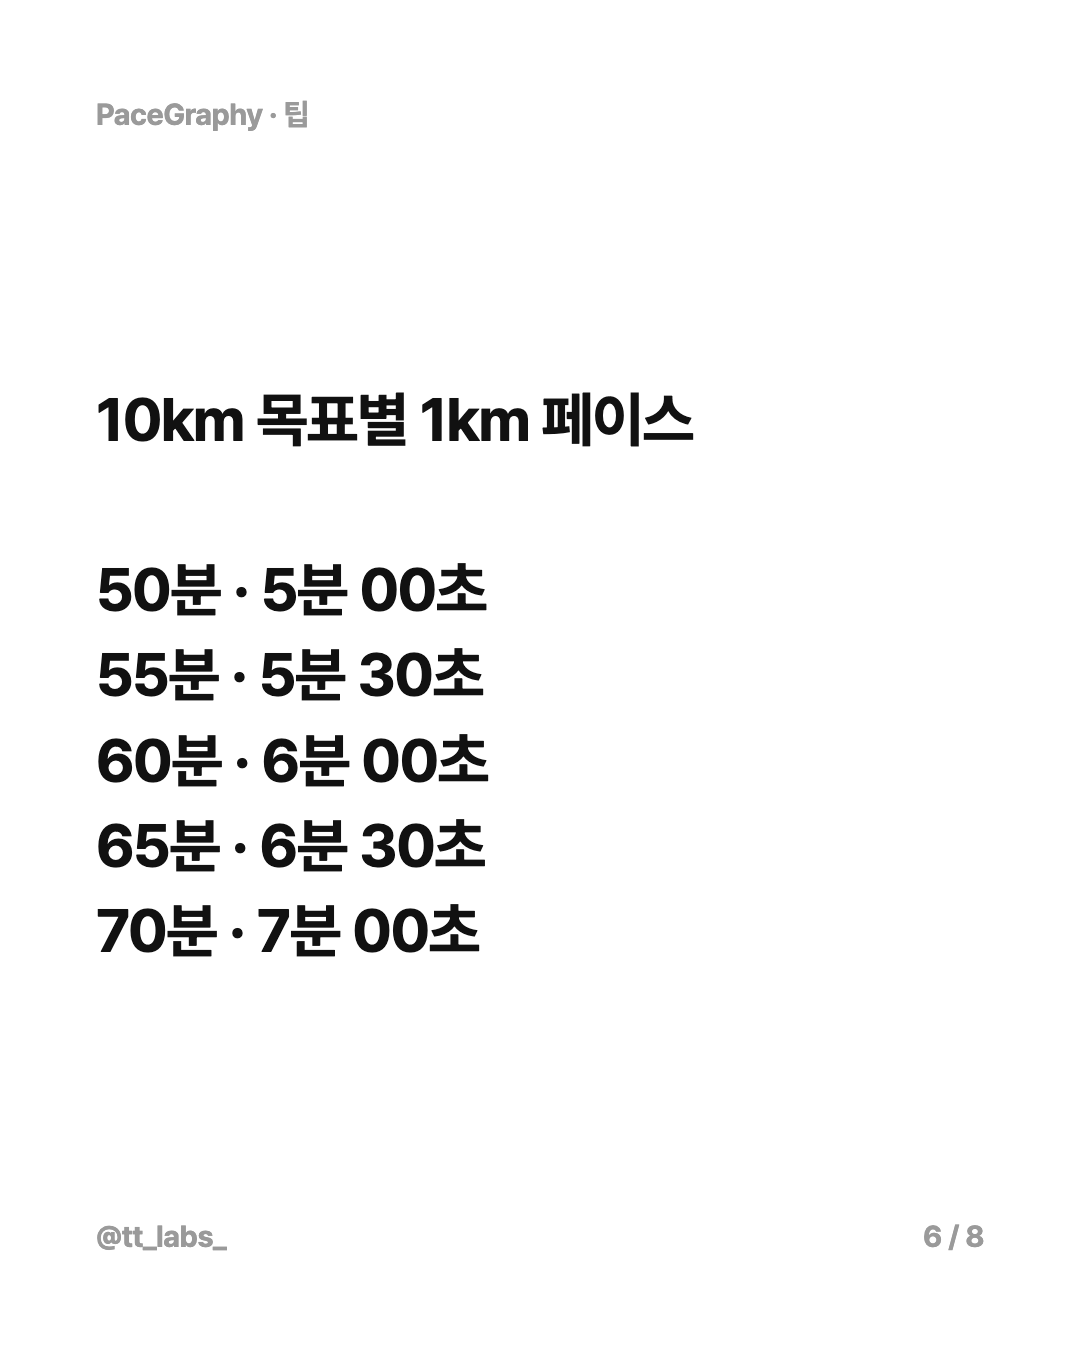 PaceGraphy · 팁
10km 목표별 1km 페이스
50분 · 5분 00초
55분 · 5분 30초
60분 · 6분 00초
65분 · 6분 30초
70분 · 7분 00초
@tt_labs_
6 / 8